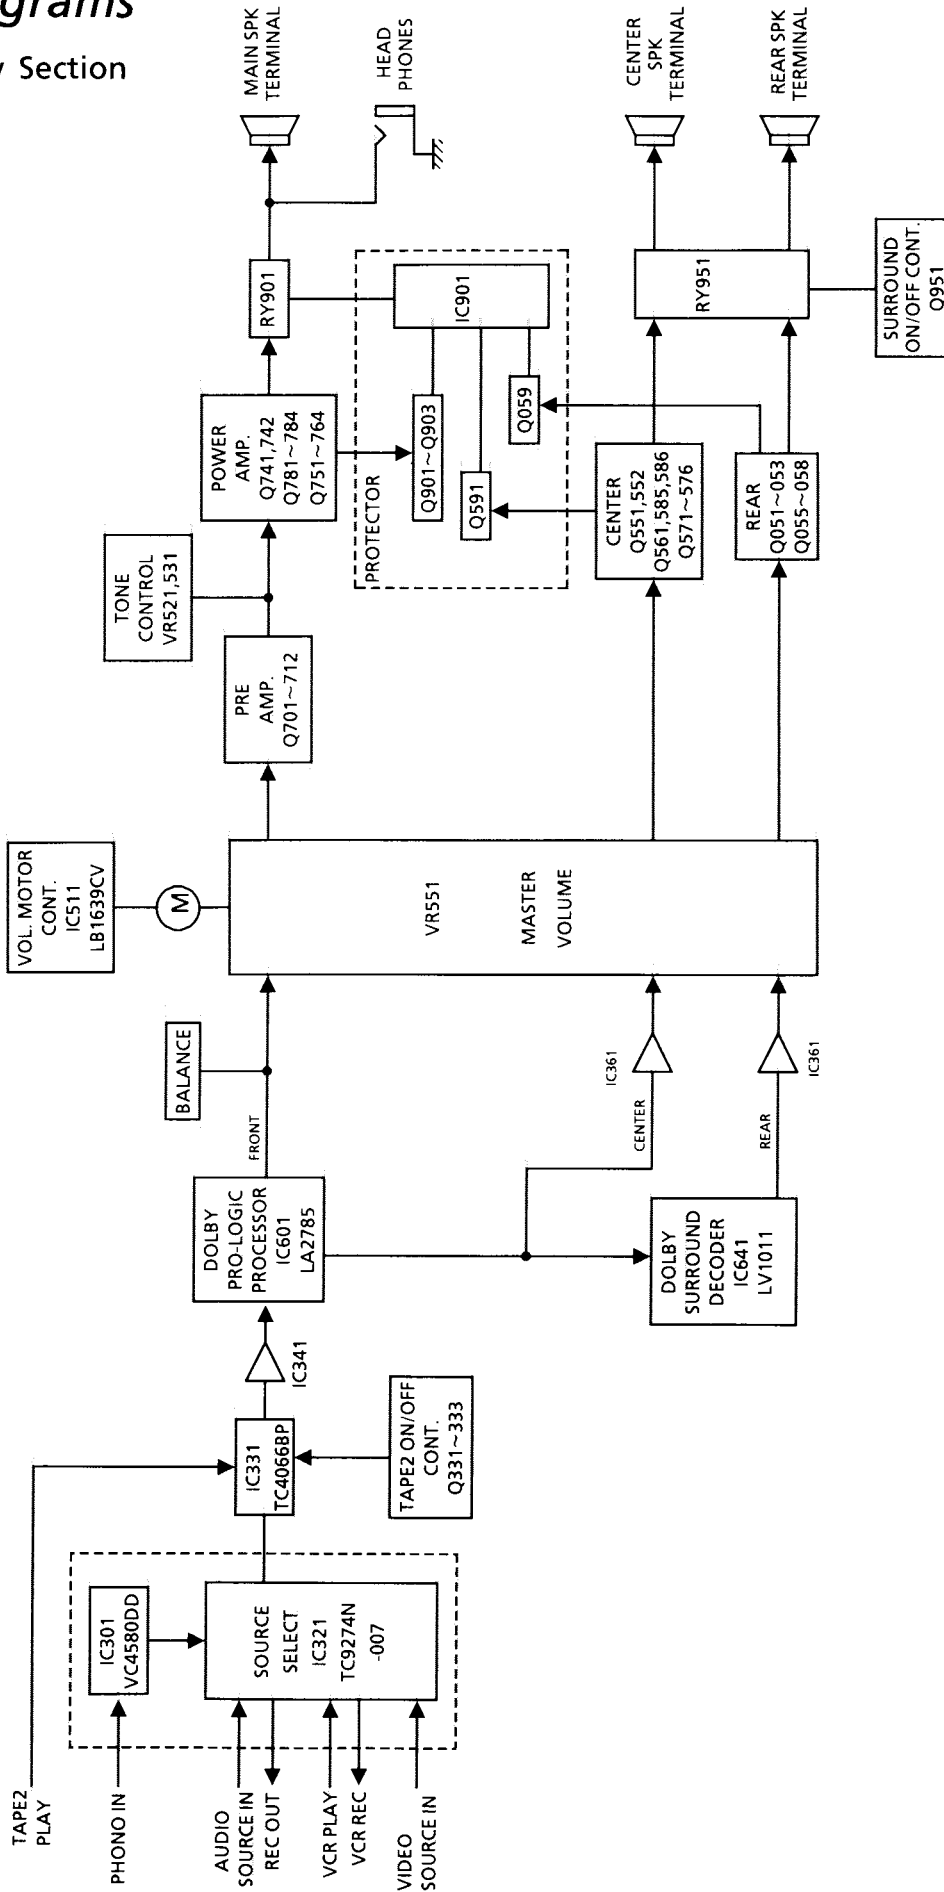 grams
Section
MAIN SPK
TERMINAL
HEAD
PHONES
CENTER
SPK
TERMINAL
REAR SPK
TERMINAL
RY901
IC901
RY951
SURROUND
ON/OFF CONT.
Q951
POWER
AMP.
Q741,742
Q781~784
Q751~764
Q901~Q903
Q591
Q059
PROTECTOR
CENTER
Q551,552
Q561,585,586
Q571~576
REAR
Q051~053
Q055~058
TONE
CONTROL
VR521,531
PRE
AMP.
Q701~712
VOL. MOTOR
CONT.
IC511
LB1639CV
M
VR551
MASTER
VOLUME
BALANCE
FRONT
CENTER
IC361
REAR
IC361
DOLBY
PRO-LOGIC
PROCESSOR
IC601
LA2785
DOLBY
SURROUND
DECODER
IC641
LV1011
IC341
IC331
TC4066BP
TAPE2 ON/OFF
CONT.
Q331~333
IC301
VC4580DD
SOURCE
SELECT
IC321
TC9274N
-007
TAPE2
PLAY
PHONO IN
AUDIO
SOURCE IN
REC OUT
VCR PLAY
VCR REC
VIDEO
SOURCE IN